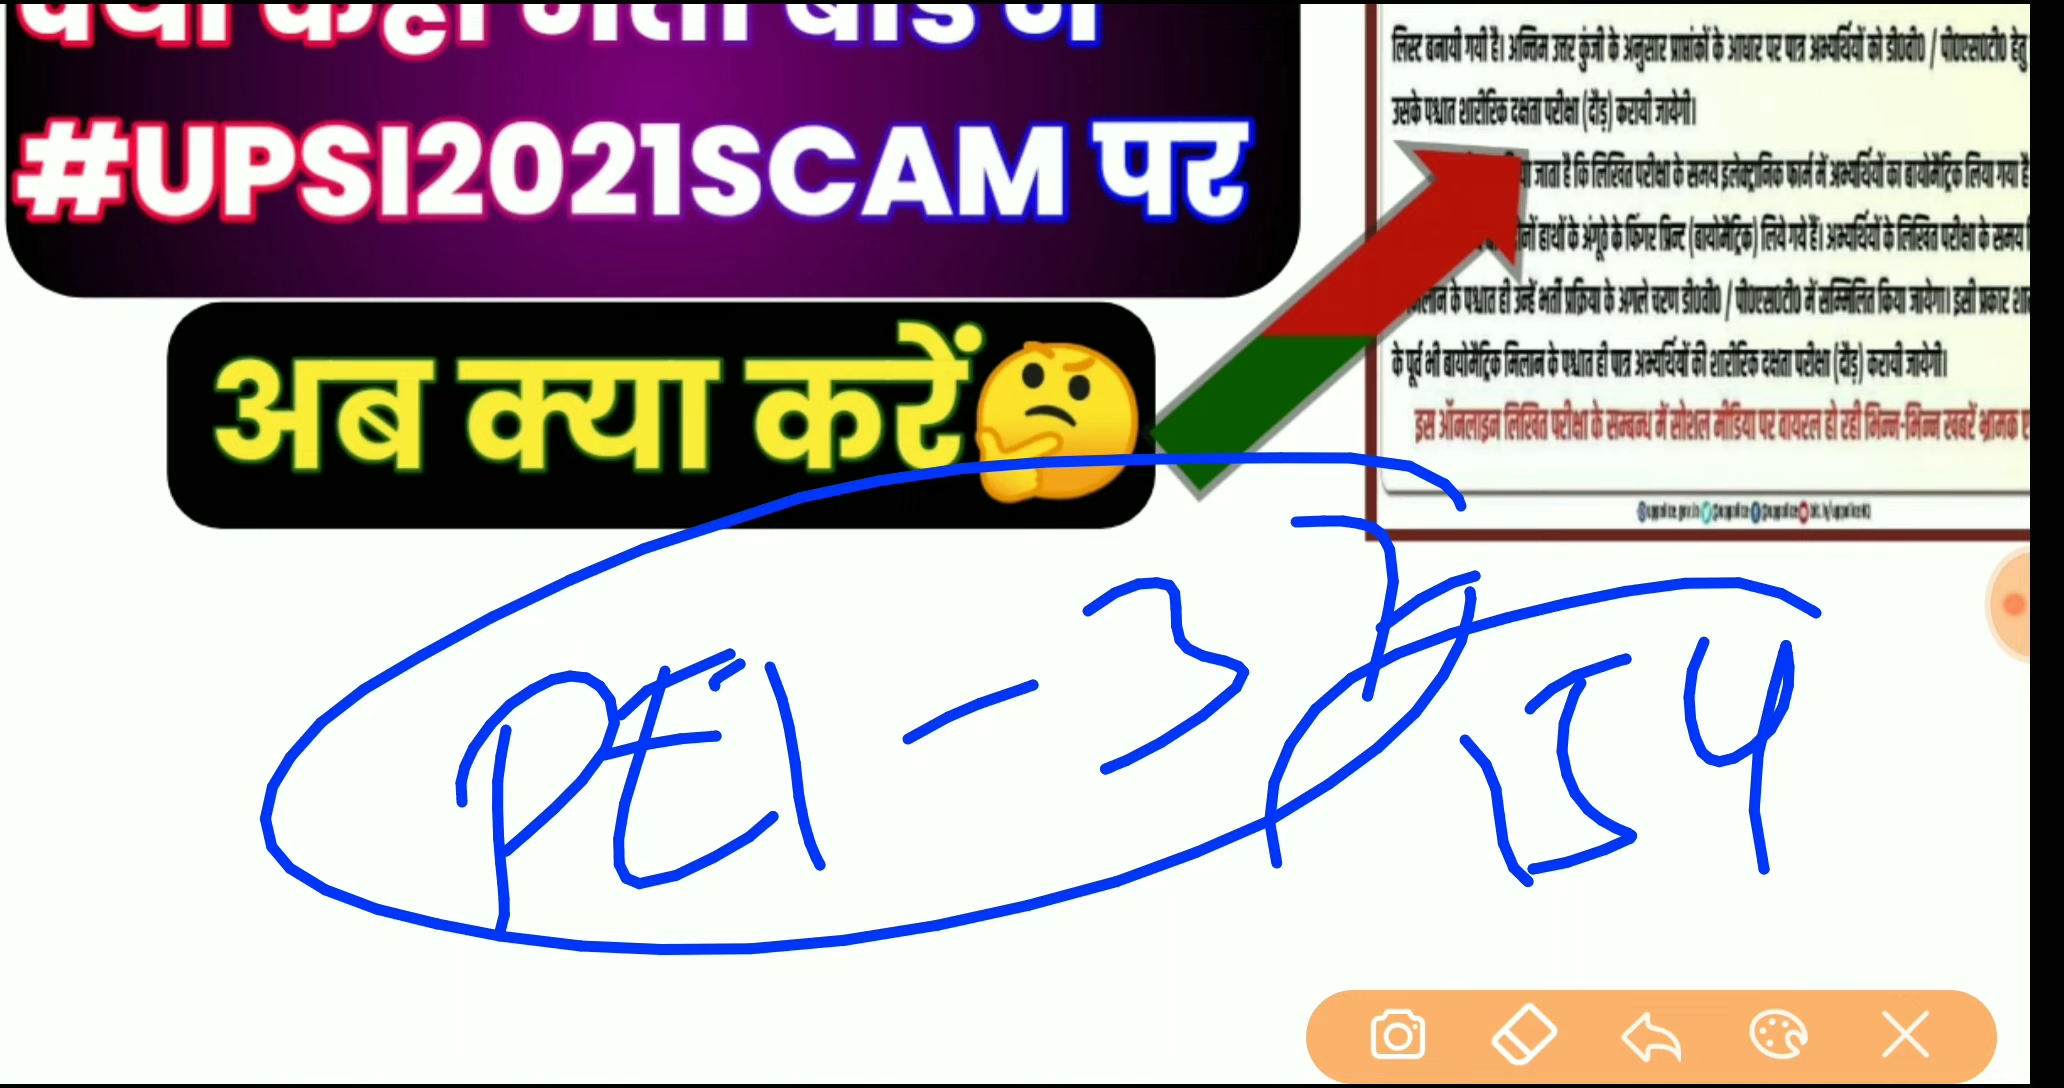 #UPSI2021SCAM पर
अब क्या करें
लिस्ट बनायी गयी है। अन्तिम उत्तर कुंजी के अनुसार प्राप्तांकों के आधार पर पात्र अभ्यर्थियों को डी0वी0 / पी0एस0टी0 हेतु
उसके पश्चात शारीरिक दक्षता परीक्षा (दौड़) करायी जायेगी।
जाता है कि लिखित परीक्षा के समय इलेक्ट्रानिक फार्म में अभ्यर्थियों का बायोमैट्रिक लिया गया है
हाथों के अंगूठे के फिंगर प्रिन्ट (बायोमैट्रिक) लिये गये हैं। अभ्यर्थियों के लिखित परीक्षा के समय
के पश्चात ही उन्हें भर्ती प्रक्रिया के अगले चरण डी0वी0 / पी0एस0टी0 में सम्मिलित किया जायेगा। इसी प्रकार
के पूर्व भी बायोमैट्रिक मिलान के पश्चात ही पात्र अभ्यर्थियों की शारीरिक दक्षता परीक्षा (दौड़) करायी जायेगी।
इस ऑनलाइन लिखित परीक्षा के सम्बन्ध में सोशल मीडिया पर वायरल हो रही भिन्न-भिन्न खबरें भ्रामक